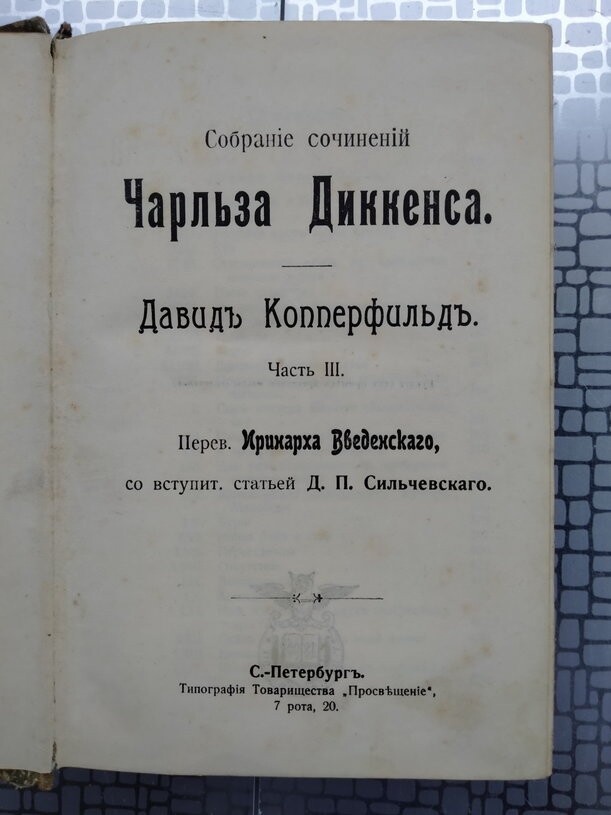 Собраніе сочиненій
Чарльза Диккенса.
Давидъ Копперфильдъ.
Часть III.
Перев. Иринарха Введенскаго,
со вступит. статьей Д. П. Сильчевскаго.
С.-Петербургъ.
Типографія Товарищества „Просвѣщеніе“,
7 рота, 20.